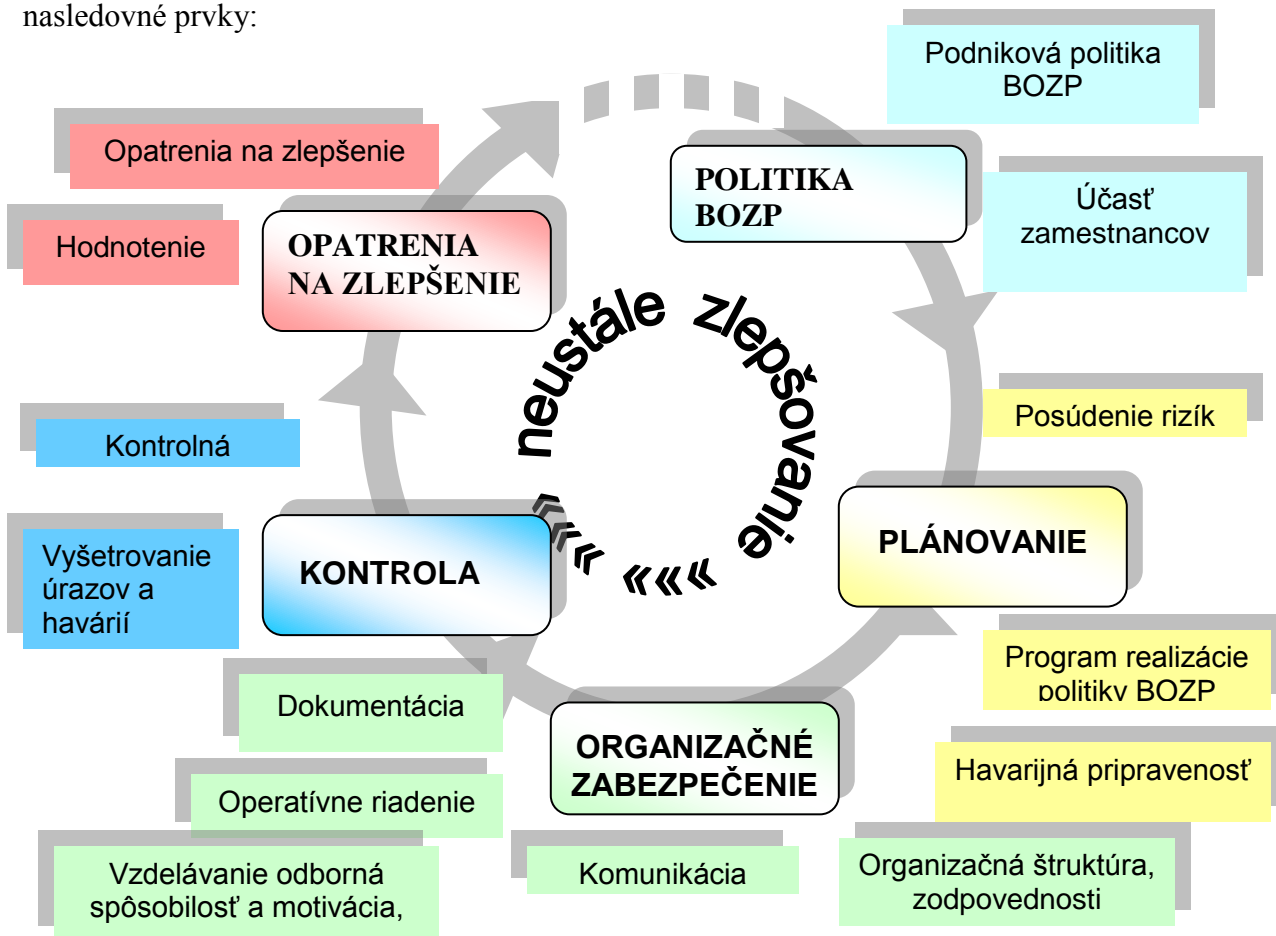 nasledovné prvky:
Podniková politika
BOZP
Opatrenia na zlepšenie
POLITIKA
BOZP
Účasť
zamestnancov
Hodnotenie
OPATRENIA
NA ZLEPŠENIE
neustále zlepšovanie »»» »»»»
Posúdenie rizík
Kontrolná
Vyšetrovanie
úrazov a
havárií
KONTROLA
PLÁNOVANIE
Program realizácie
politiky BOZP
Dokumentácia
ORGANIZAČNÉ
ZABEZPEČENIE
Havarijná pripravenosť
Operatívne riadenie
Vzdelávanie odborná
spôsobilosť a motivácia,
Komunikácia
Organizačná štruktúra,
zodpovednosti